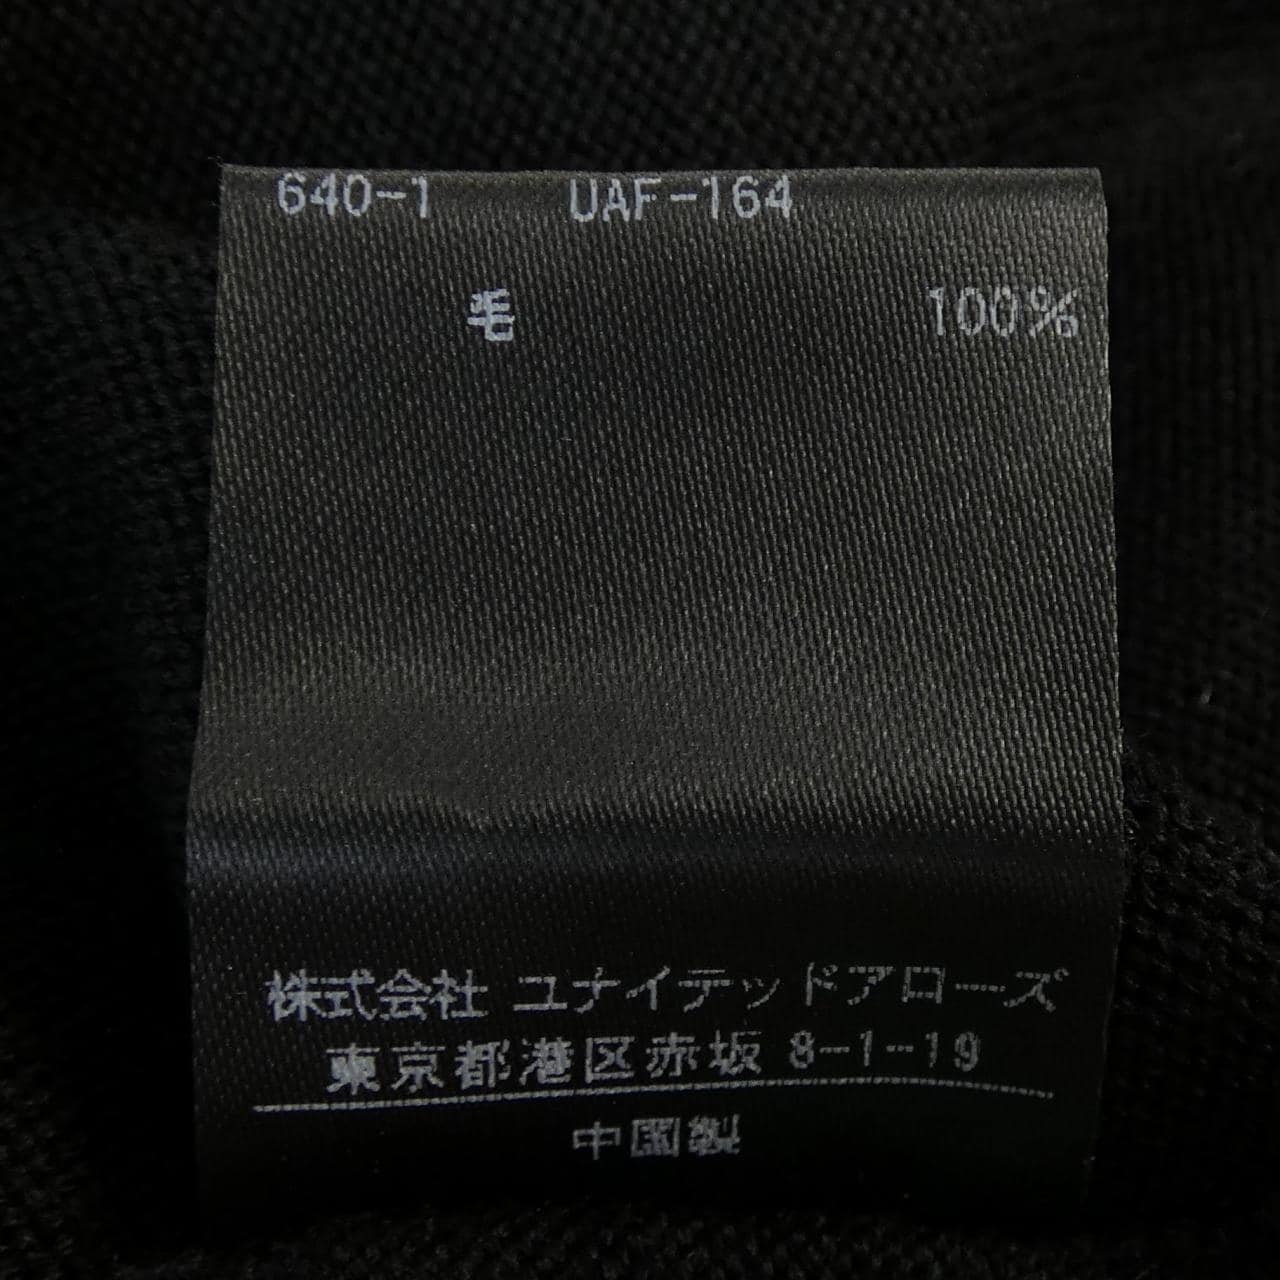 640-1 UAF-164
毛 100%
株式会社 ユナイテッドアローズ
東京都港区赤坂 8-1-19
中国製